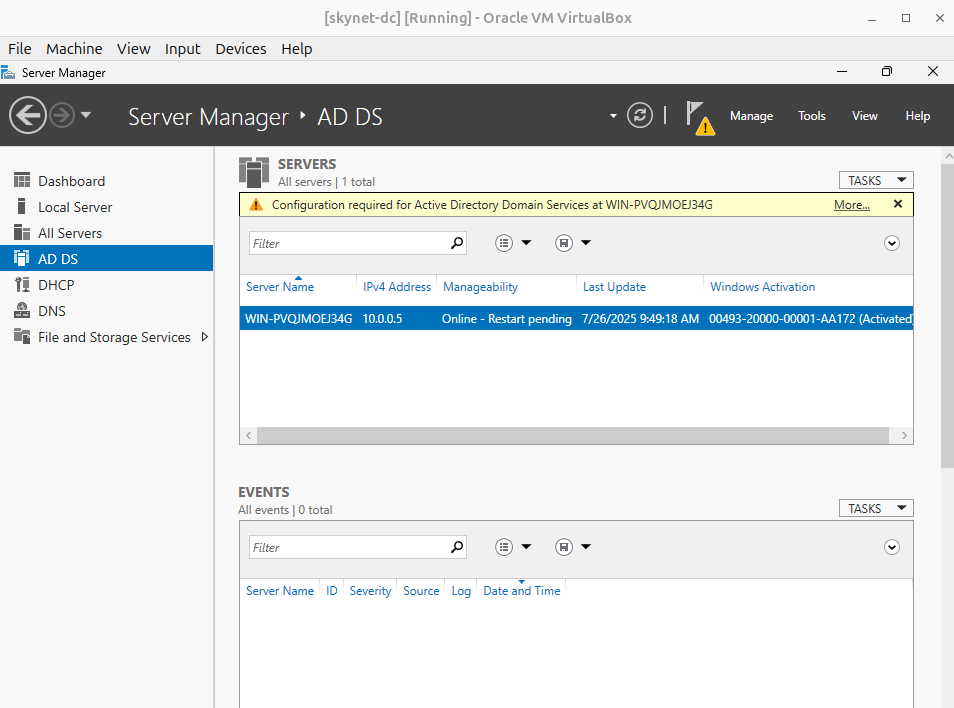 [skynet-dc] [Running] - Oracle VM VirtualBox
File Machine View Input Devices Help
Server Manager
Server Manager ‣ AD DS
Manage Tools View Help
Dashboard
Local Server
All Servers
AD DS
DHCP
DNS
File and Storage Services
SERVERS
All servers | 1 total
TASKS
Configuration required for Active Directory Domain Services at WIN-PVQJMOEJ34G More...
Filter
Server Name IPv4 Address Manageability Last Update Windows Activation
WIN-PVQJMOEJ34G 10.0.0.5 Online - Restart pending 7/26/2025 9:49:18 AM 00493-20000-00001-AA172 (Activated)
EVENTS
All events | 0 total
TASKS
Filter
Server Name ID Severity Source Log Date and Time